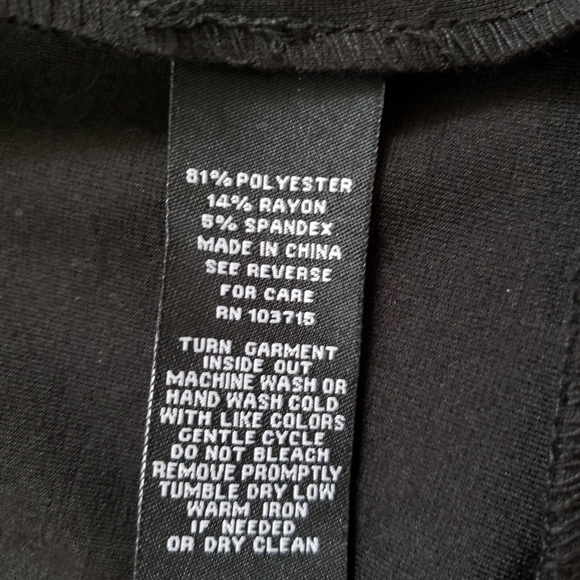 81% POLYESTER
14% RAYON
5% SPANDEX
MADE IN CHINA
SEE REVERSE
FOR CARE
RN 103715
TURN GARMENT
INSIDE OUT
MACHINE WASH OR
HAND WASH COLD
WITH LIKE COLORS
GENTLE CYCLE
DO NOT BLEACH
REMOVE PROMPTLY
TUMBLE DRY LOW
WARM IRON
IF NEEDED
OR DRY CLEAN